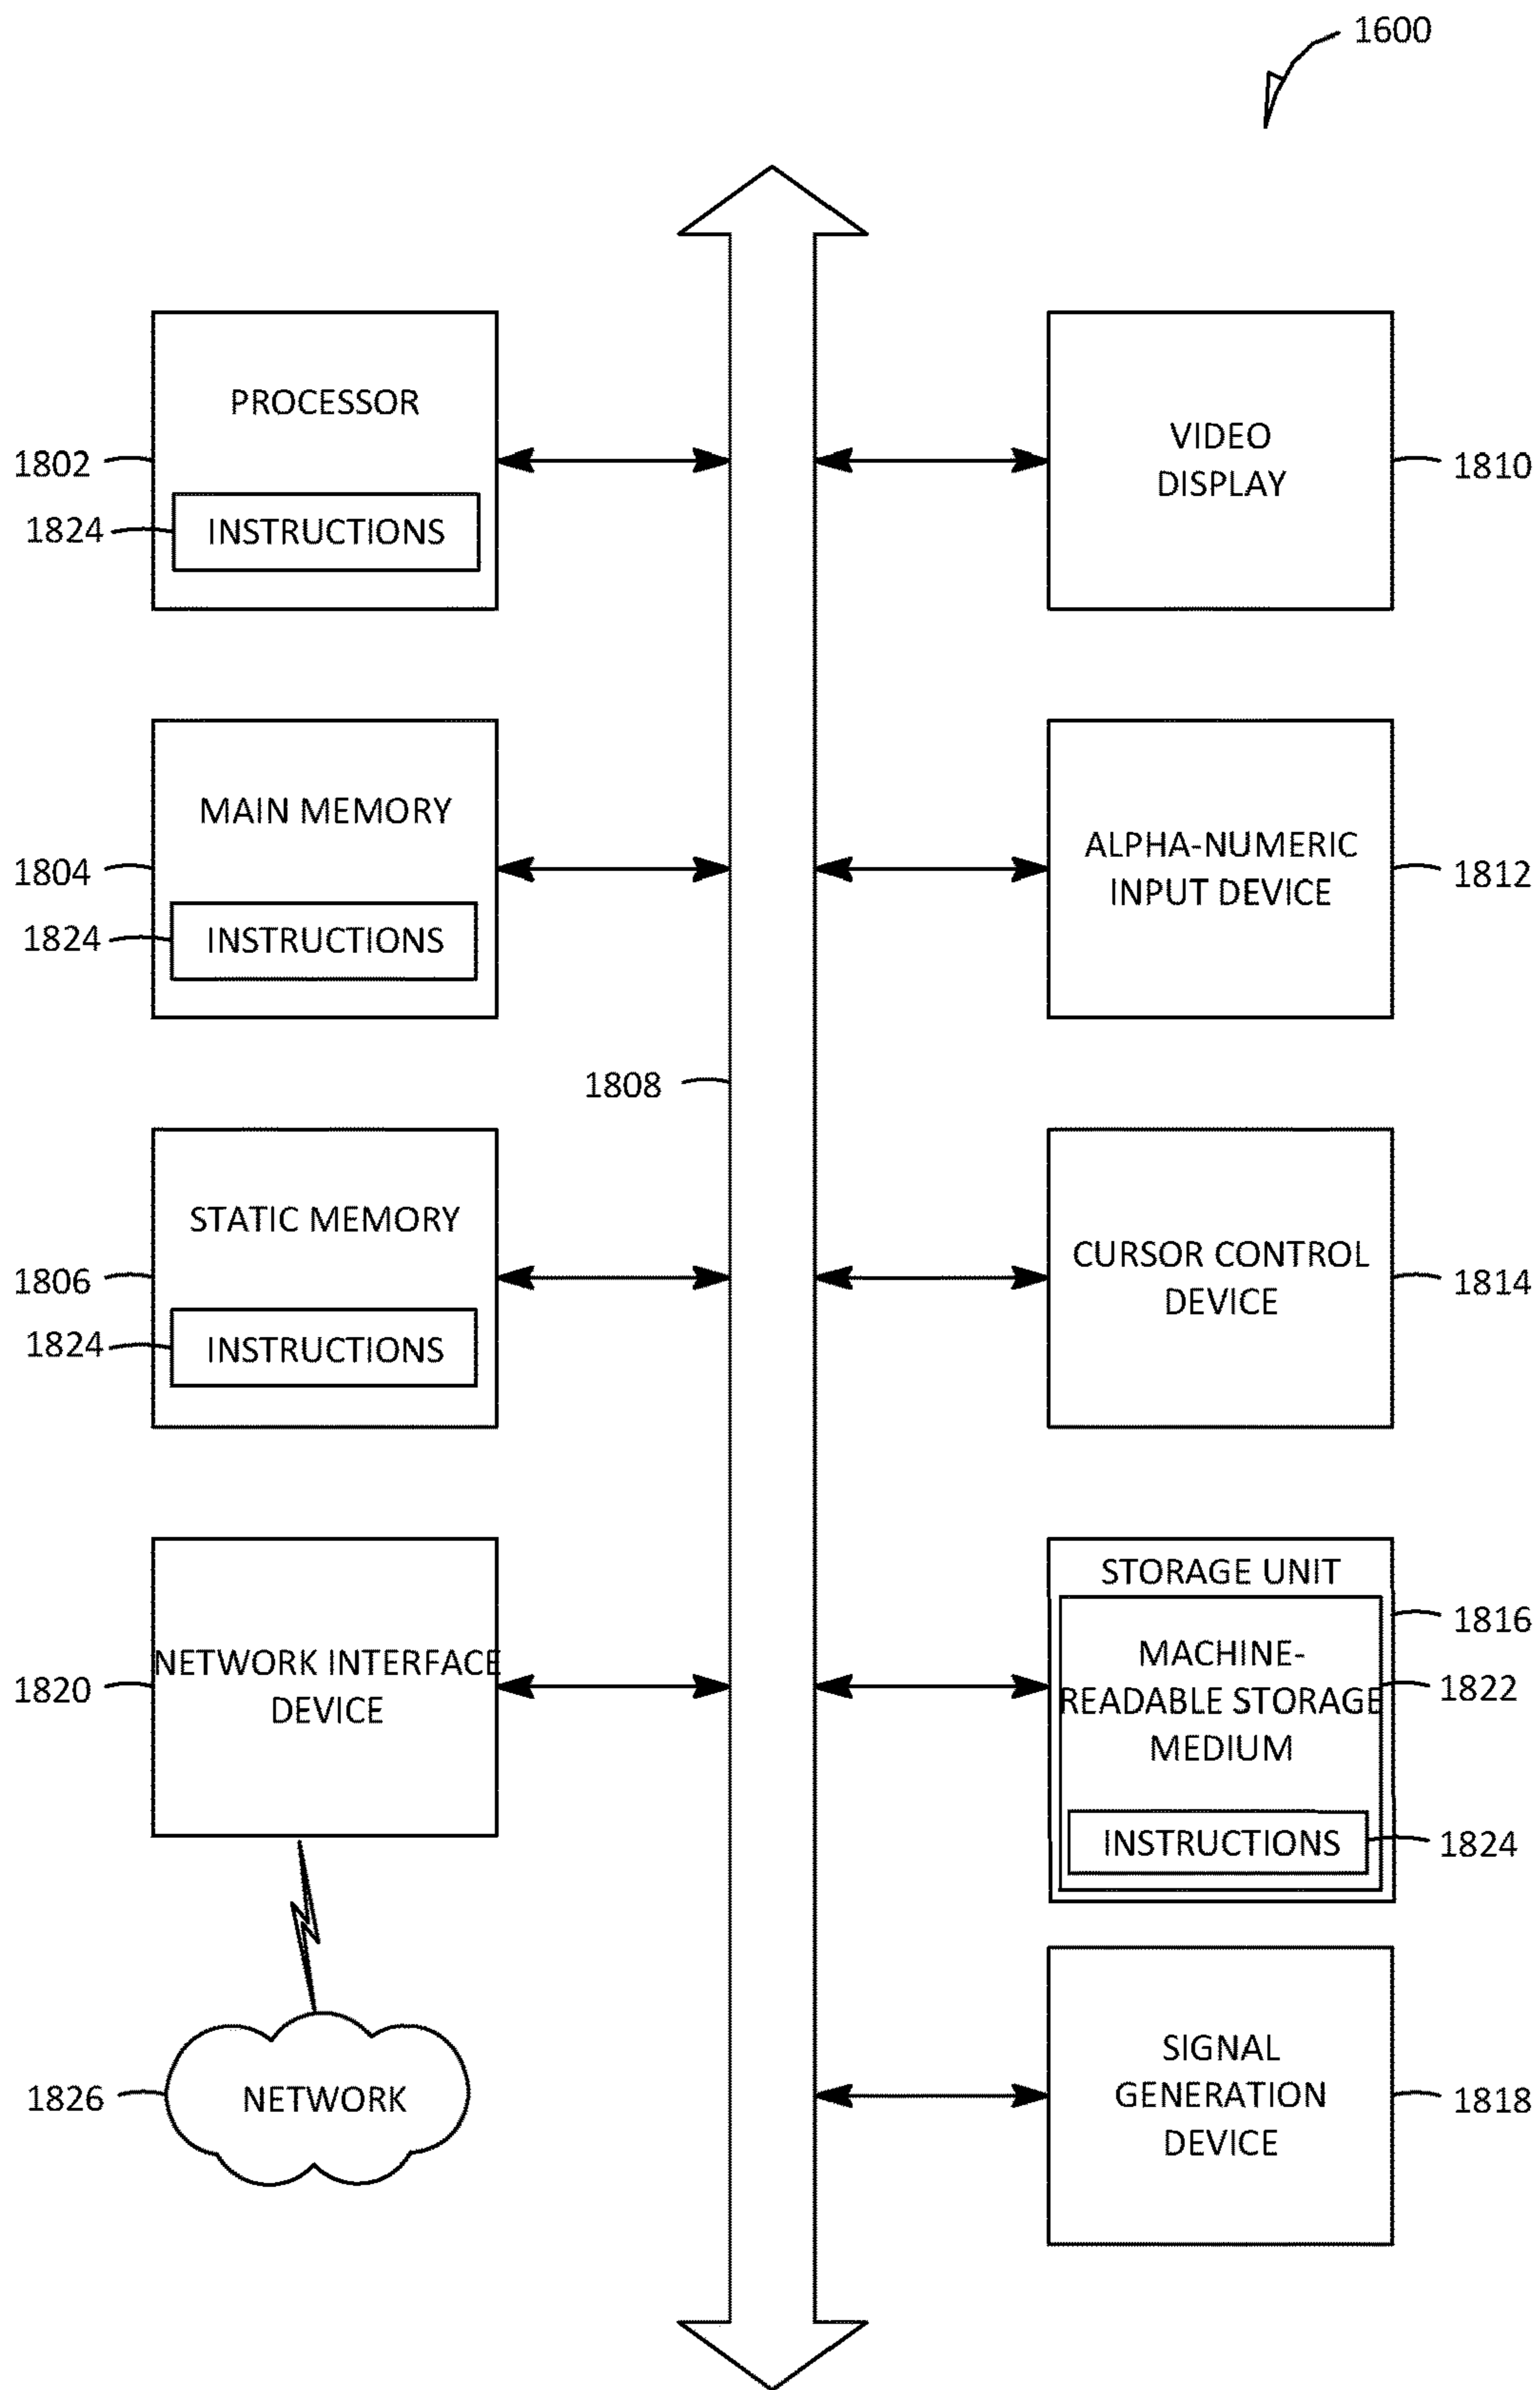 1600
PROCESSOR
1802
1824
INSTRUCTIONS
VIDEO
DISPLAY
1810
MAIN MEMORY
1804
1824
INSTRUCTIONS
ALPHA-NUMERIC
INPUT DEVICE
1812
1808
STATIC MEMORY
1806
1824
INSTRUCTIONS
CURSOR CONTROL
DEVICE
1814
NETWORK INTERFACE
DEVICE
1820
STORAGE UNIT
1816
MACHINE-
READABLE STORAGE
MEDIUM
1822
INSTRUCTIONS
1824
1826
NETWORK
SIGNAL
GENERATION
DEVICE
1818